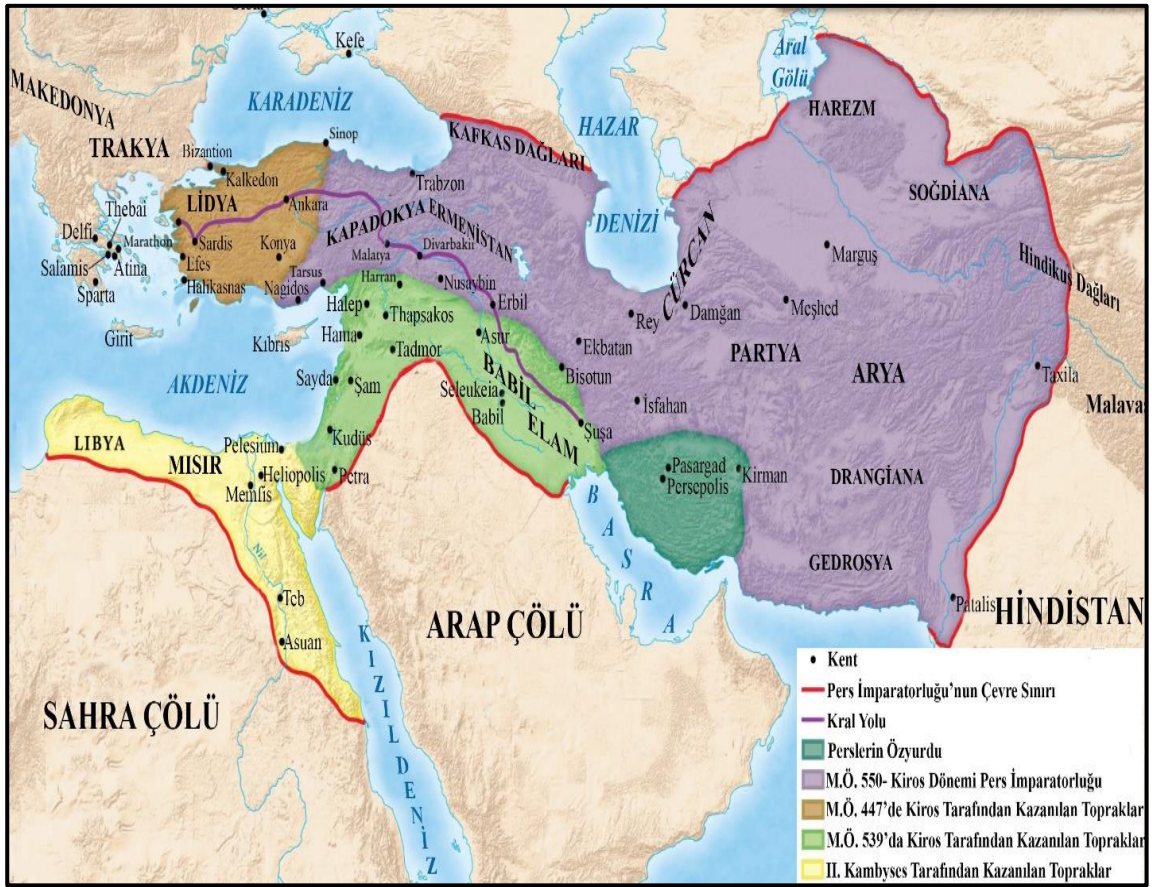 Kefe
Aral
Gölü
MAKEDONYA
KARADENİZ
HAREZM
HAZAR
DENİZİ
KAFKAS DAĞLARI
TRAKYA
Sinop
Bizantion
Kalkedon
Trabzon
SOĞDIANA
LİDYA
Ankara
Thebai
KAPADOKYA
ERMENİSTAN
CÜRCAN
Delfi
Marathon
Sardis
Konya
Malatya
Divarbakir
Marguş
Hindikuş Dağları
Salamis
Atina
Efes
Tarsus
Harran
Nusaybin
Sparta
Halikasnas
Nagidos
Halep
Thapsakos
Erbil
Damğan
Meşhed
Rey
Girit
Kıbrıs
Hama
Asur
Ekbatan
PARTYA
Tadmor
BABİL
Bisotun
ARYA
Taxila
AKDENİZ
Sayda
Şam
Seleukeia
Babil
ELAM
İsfahan
Malavas
Şuşa
LIBYA
Kudüs
Pelesium
MISIR
Heliopolis
Petra
Pasargad
Kirman
DRANGİANA
Memfis
Persepolis
BASRA
Nil
GEDROSYA
Teb
Patalis
HİNDİSTAN
ARAP ÇÖLÜ
Asuan
KIZILDENİZ
SAHRA ÇÖLÜ
Kent
Pers İmparatorluğu'nun Çevre Sınırı
Kral Yolu
Perslerin Özyurdu
M.Ö. 550- Kiros Dönemi Pers İmparatorluğu
M.Ö. 447'de Kiros Tarafından Kazanılan Topraklar
M.Ö. 539'da Kiros Tarafından Kazanılan Topraklar
II. Kambyses Tarafından Kazanılan Topraklar